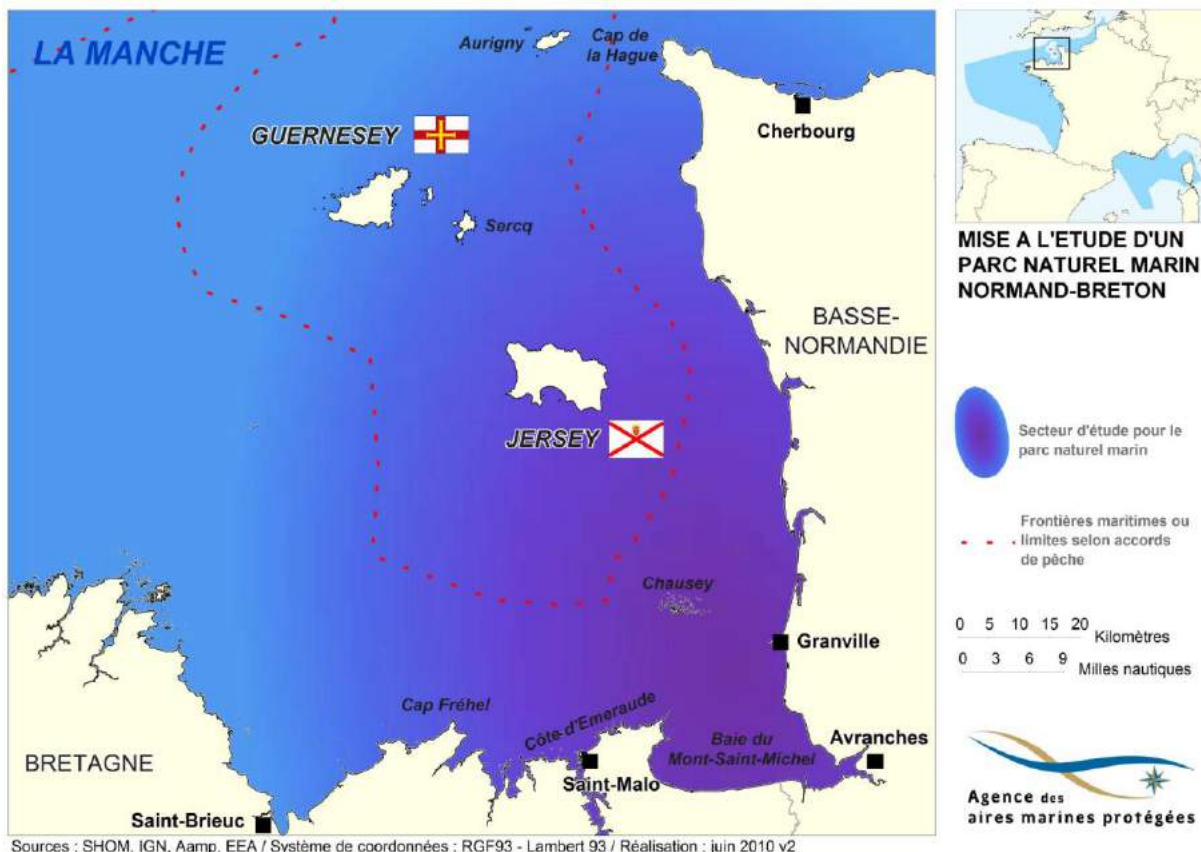 LA MANCHE
Aurigny
Cap de
la Hague
Cherbourg
GUERNESEY
Sercq
BASSE-
NORMANDIE
JERSEY
Chausey
Granville
Cap Fréhel
Côte-d'Emeraude
Baie du
Mont-Saint-Michel
Avranches
BRETAGNE
Saint-Malo
Saint-Brieuc
MISE A L'ETUDE D'UN
PARC NATUREL MARIN
NORMAND-BRETON
Secteur d'étude pour le
parc naturel marin
Frontières maritimes ou
limites selon accords
de pêche
0 5 10 15 20
Kilomètres
0 3 6 9
Milles nautiques
Agence des
aires marines protégées
Sources : SHOM, IGN, Aamp, EEA / Système de coordonnées : RGF93 - Lambert 93 / Réalisation : juin 2010 v2